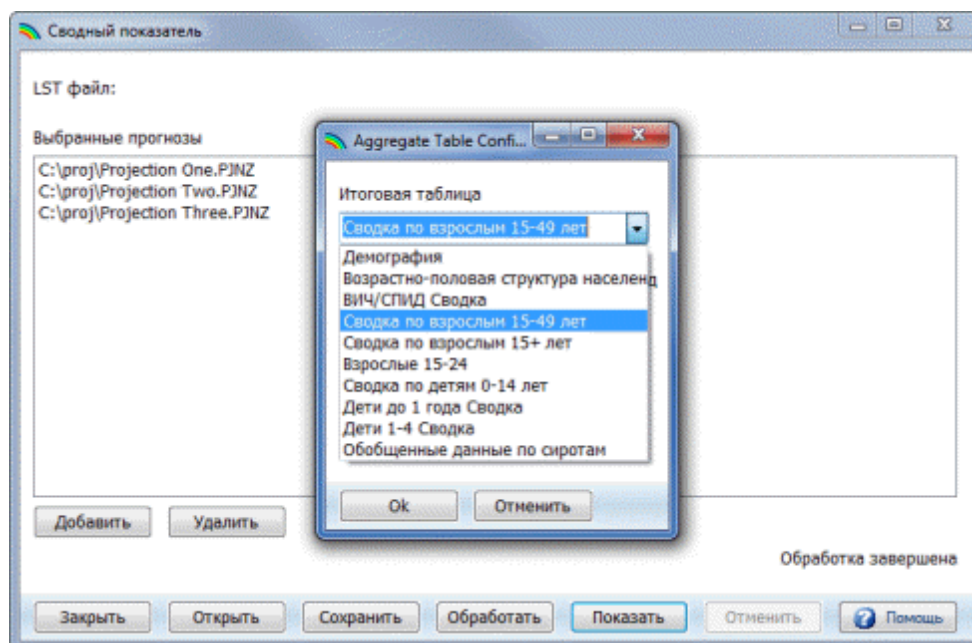 Сводный показатель
LST файл:
Выбранные прогнозы
C:\proj\Projection One.PJNZ
C:\proj\Projection Two.PJNZ
C:\proj\Projection Three.PJNZ
Aggregate Table Confi...
Итоговая таблица
Сводка по взрослым 15-49 лет
Демография
Возрастно-половая структура населенд
ВИЧ/СПИД Сводка
Сводка по взрослым 15-49 лет
Сводка по взрослым 15+ лет
Взрослые 15-24
Сводка по детям 0-14 лет
Дети до 1 года Сводка
Дети 1-4 Сводка
Обобщенные данные по сиротам
Ok Отменить
Добавить Удалить
Обработка завершена
Закрыть Открыть Сохранить Обработать Показать Отменить Помощь